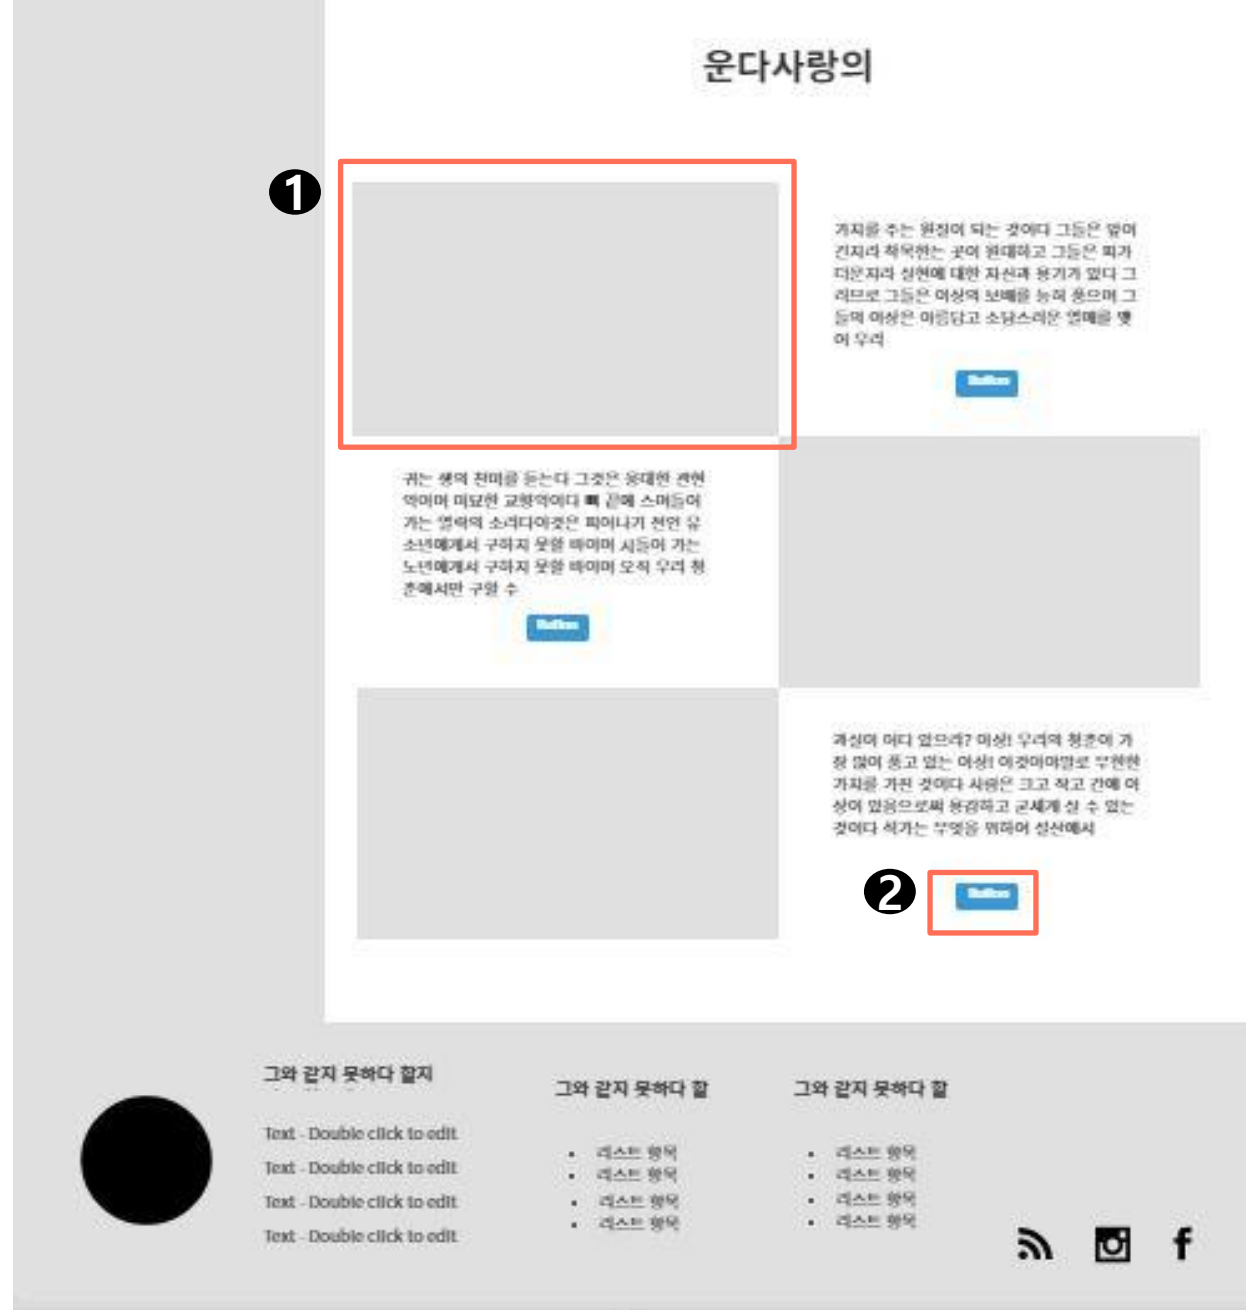 운다사랑의
1
가치를 주는 원질이 되는 것이다 그들은 앞이
긴지라 착목한는 곳이 원대하고 그들은 피가
더운지라 실현에 대한 자신과 용기가 있다 그
러므로 그들은 이상의 보배를 능히 품으며 그
들의 이상은 아름답고 소담스러운 열매를 맺
어 우리
Button
귀는 생의 찬미를 듣는다 그것은 웅대한 관현
악이며 미묘한 교향악이다 뼈 끝에 스며들어
가는 열락의 소리다이것은 피어나기 전인 유
소년에게서 구하지 못할 바이며 시들어 가는
노년에게서 구하지 못할 바이며 오직 우리 청
춘에서만 구할 수
Button
과실이 어디 있으랴? 이상! 우리의 청춘이 가
장 많이 품고 있는 이상! 이것이야말로 무한한
가치를 가진 것이다 사람은 크고 작고 간에 이
상이 있음으로써 용감하고 굳세게 살 수 있는
것이다 석가는 무엇을 위하여 설산에서
2
Button
그와 같지 못하다 할지
Text - Double click to edit
Text - Double click to edit
Text - Double click to edit
Text - Double click to edit
그와 같지 못하다 할
• 리스트 항목
• 리스트 항목
• 리스트 항목
• 리스트 항목
그와 같지 못하다 할
• 리스트 항목
• 리스트 항목
• 리스트 항목
• 리스트 항목